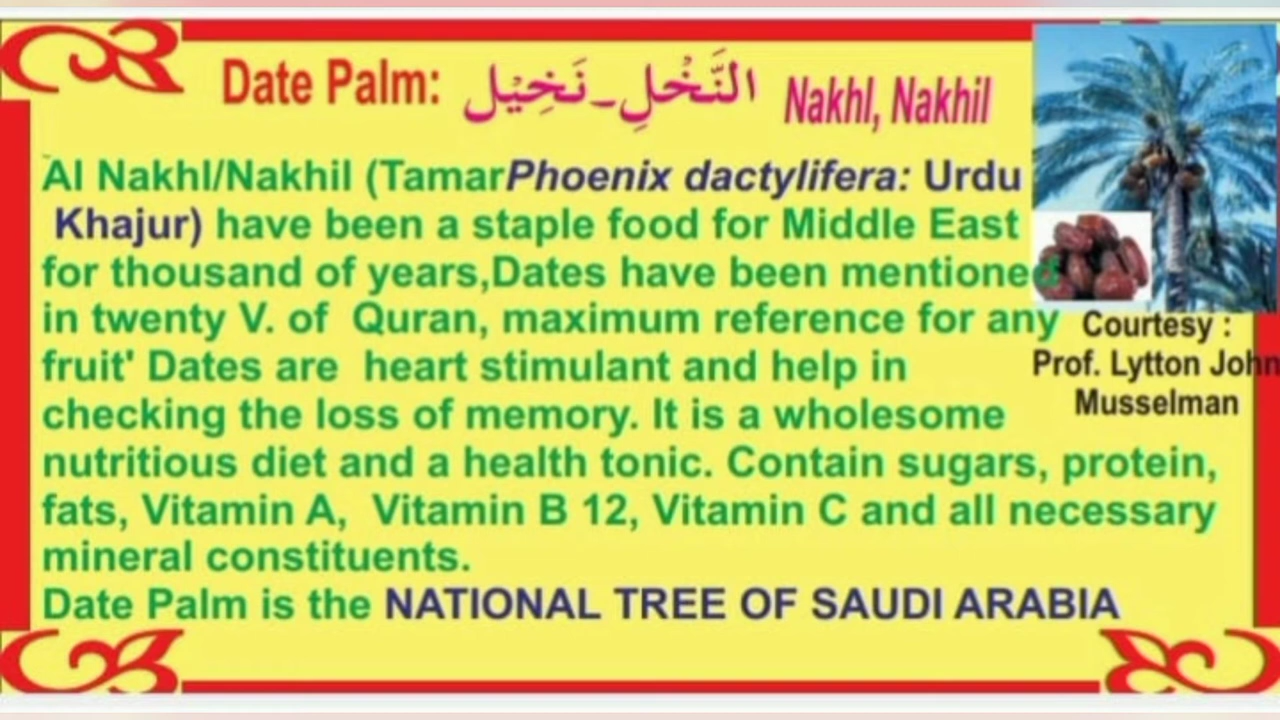 Date Palm: النَّخْلِ۔نَخِيْل Nakhl, Nakhil
Al Nakhl/Nakhil (TamarPhoenix dactylifera: Urdu
Khajur) have been a staple food for Middle East
for thousand of years,Dates have been mentioned
in twenty V. of Quran, maximum reference for any
fruit' Dates are heart stimulant and help in
checking the loss of memory. It is a wholesome
nutritious diet and a health tonic. Contain sugars, protein,
fats, Vitamin A, Vitamin B 12, Vitamin C and all necessary
mineral constituents.
Date Palm is the NATIONAL TREE OF SAUDI ARABIA
Courtesy :
Prof. Lytton John
Musselman